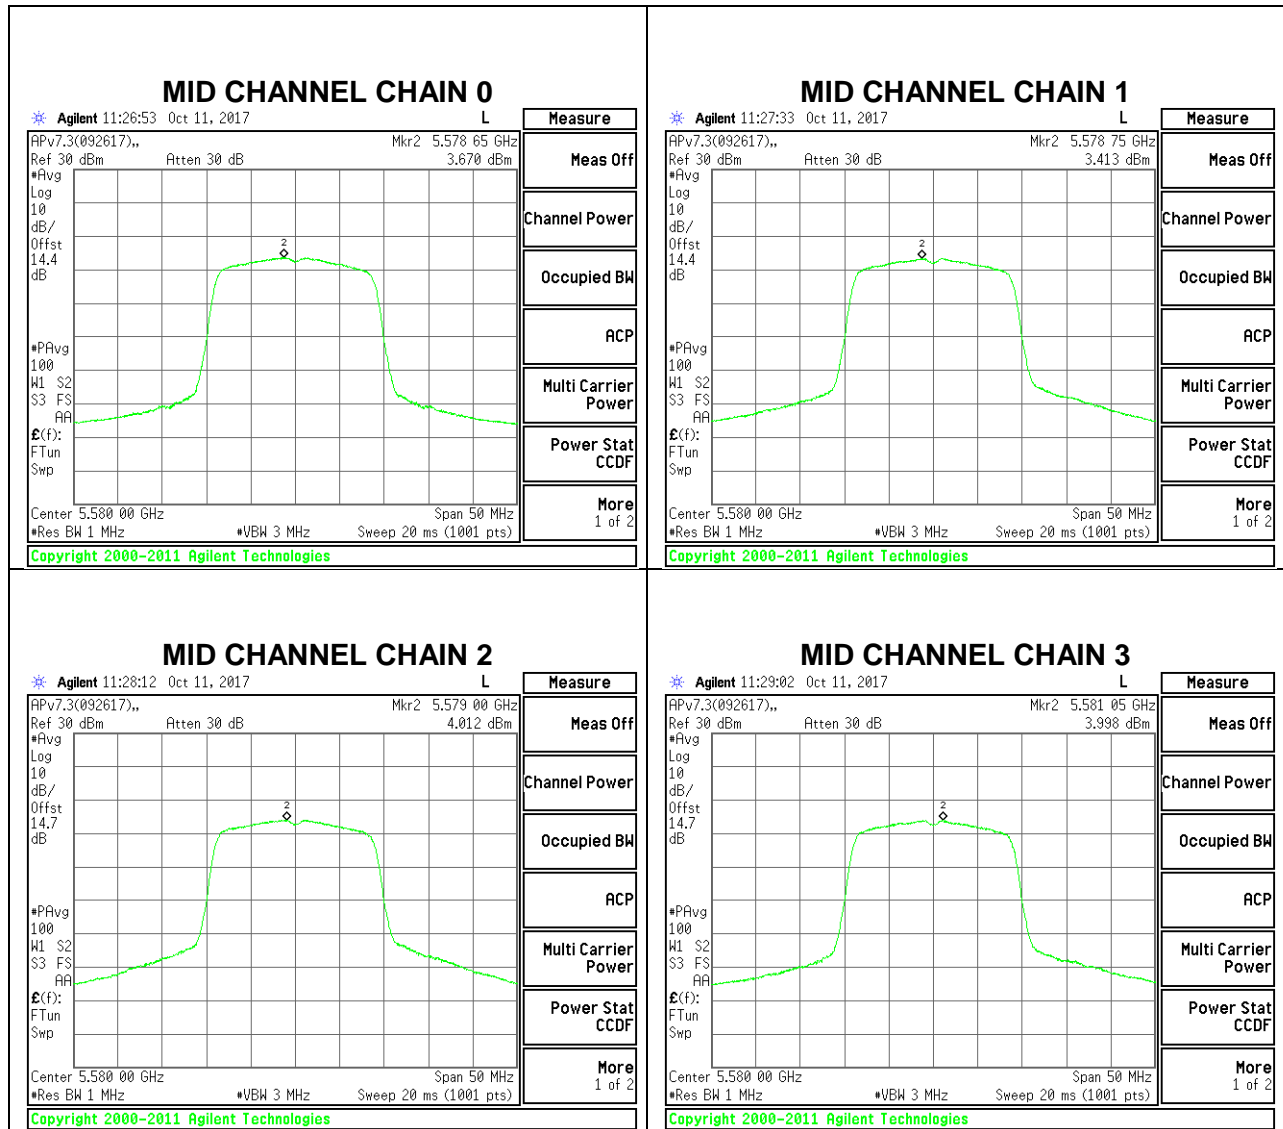 MID CHANNEL CHAIN 0
Agilent 11:26:53 Oct 11, 2017 L Measure
APv7.3(092617),, Mkr2 5.578 65 GHz
Ref 30 dBm Atten 30 dB 3.670 dBm
Meas Off
#Avg
Log
10
dB/
Offst
14.4
dB
2
Channel Power
Occupied BW
ACP
#PAvg
100
W1 S2
S3 FS
AA
Multi Carrier
Power
£(f):
FTun
Swp
Power Stat
CCDF
More
1 of 2
Center 5.580 00 GHz Span 50 MHz
#Res BW 1 MHz #VBW 3 MHz Sweep 20 ms (1001 pts)
Copyright 2000-2011 Agilent Technologies
MID CHANNEL CHAIN 1
Agilent 11:27:33 Oct 11, 2017 L Measure
APv7.3(092617),, Mkr2 5.578 75 GHz
Ref 30 dBm Atten 30 dB 3.413 dBm
Meas Off
#Avg
Log
10
dB/
Offst
14.4
dB
2
Channel Power
Occupied BW
ACP
#PAvg
100
W1 S2
S3 FS
AA
Multi Carrier
Power
£(f):
FTun
Swp
Power Stat
CCDF
More
1 of 2
Center 5.580 00 GHz Span 50 MHz
#Res BW 1 MHz #VBW 3 MHz Sweep 20 ms (1001 pts)
Copyright 2000-2011 Agilent Technologies
MID CHANNEL CHAIN 2
Agilent 11:28:12 Oct 11, 2017 L Measure
APv7.3(092617),, Mkr2 5.579 00 GHz
Ref 30 dBm Atten 30 dB 4.012 dBm
Meas Off
#Avg
Log
10
dB/
Offst
14.7
dB
2
Channel Power
Occupied BW
ACP
#PAvg
100
W1 S2
S3 FS
AA
Multi Carrier
Power
£(f):
FTun
Swp
Power Stat
CCDF
More
1 of 2
Center 5.580 00 GHz Span 50 MHz
#Res BW 1 MHz #VBW 3 MHz Sweep 20 ms (1001 pts)
Copyright 2000-2011 Agilent Technologies
MID CHANNEL CHAIN 3
Agilent 11:29:02 Oct 11, 2017 L Measure
APv7.3(092617),, Mkr2 5.581 05 GHz
Ref 30 dBm Atten 30 dB 3.998 dBm
Meas Off
#Avg
Log
10
dB/
Offst
14.7
dB
2
Channel Power
Occupied BW
ACP
#PAvg
100
W1 S2
S3 FS
AA
Multi Carrier
Power
£(f):
FTun
Swp
Power Stat
CCDF
More
1 of 2
Center 5.580 00 GHz Span 50 MHz
#Res BW 1 MHz #VBW 3 MHz Sweep 20 ms (1001 pts)
Copyright 2000-2011 Agilent Technologies